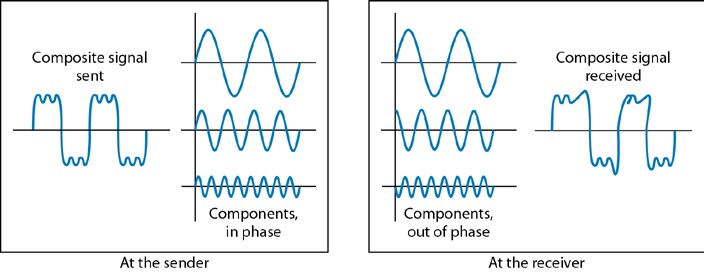 Composite signal
sent
Components,
in phase
At the sender
Components,
out of phase
Composite signal
received
At the receiver